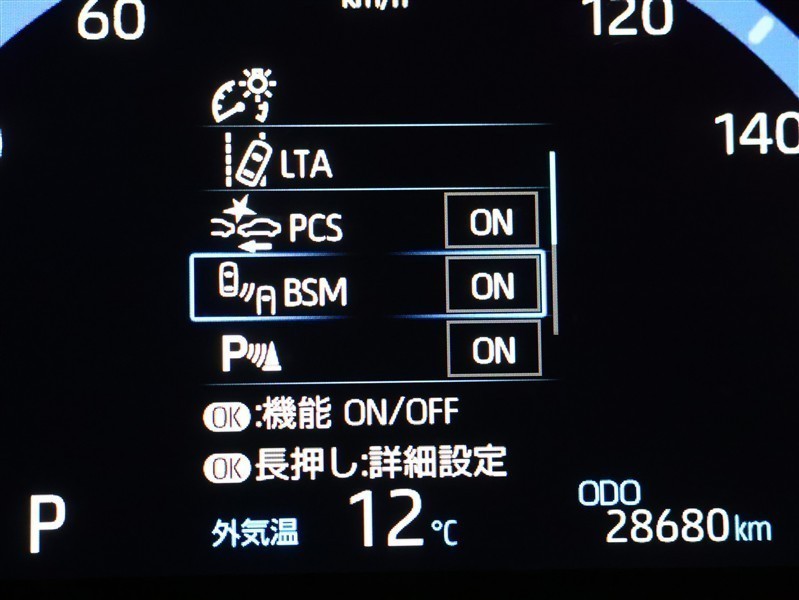 60
km/h
120
140
LTA
PCS ON
BSM ON
P ON
OK:機能 ON/OFF
OK長押し:詳細設定
P
外気温 12℃
ODO
28680km